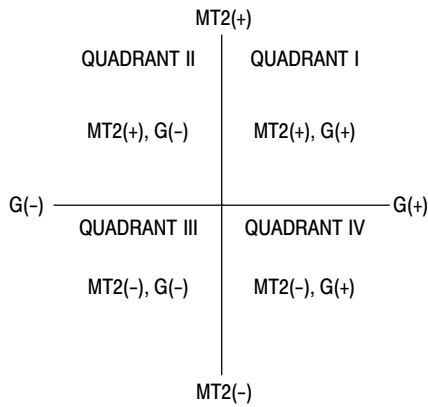 MT2(+)
QUADRANT II
QUADRANT I
MT2(+), G(–)
MT2(+), G(+)
G(–)
G(+)
QUADRANT III
QUADRANT IV
MT2(–), G(–)
MT2(–), G(+)
MT2(–)